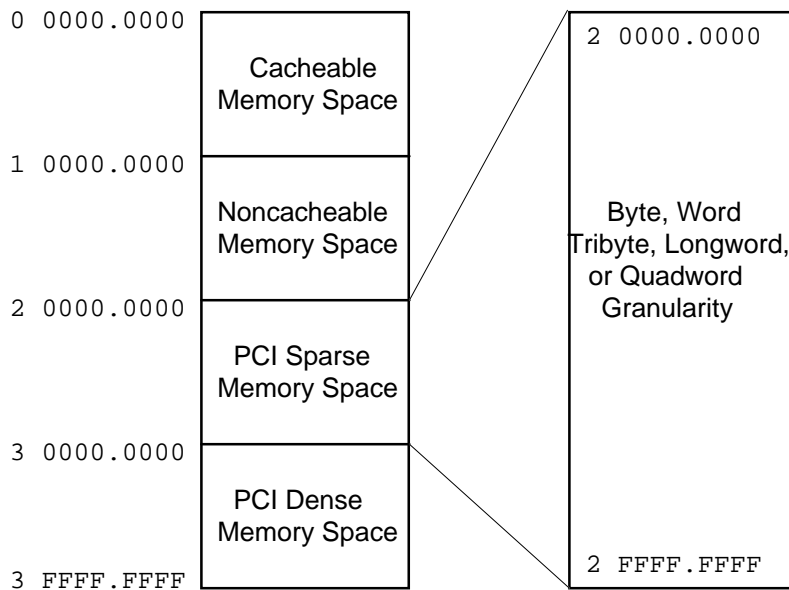 0 0000.0000
Cacheable
Memory Space
1 0000.0000
Noncacheable
Memory Space
2 0000.0000
PCI Sparse
Memory Space
3 0000.0000
PCI Dense
Memory Space
3 FFFF.FFFF
2 0000.0000
Byte, Word
Tribyte, Longword,
or Quadword
Granularity
2 FFFF.FFFF